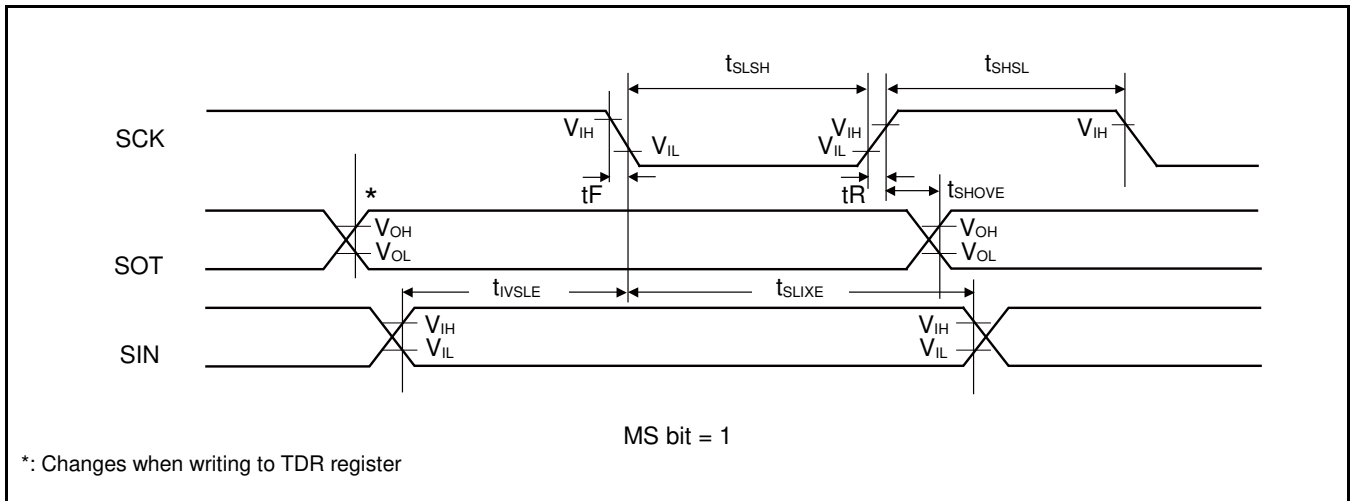 tSLSH
tSHSL
SCK
VIH
VIL
VIH
VIL
VIH
tF
tR
tSHOVE
*
SOT
VOH
VOL
VOH
VOL
tIVSLE
tSLIXE
SIN
VIH
VIL
VIH
VIL
MS bit = 1
*: Changes when writing to TDR register